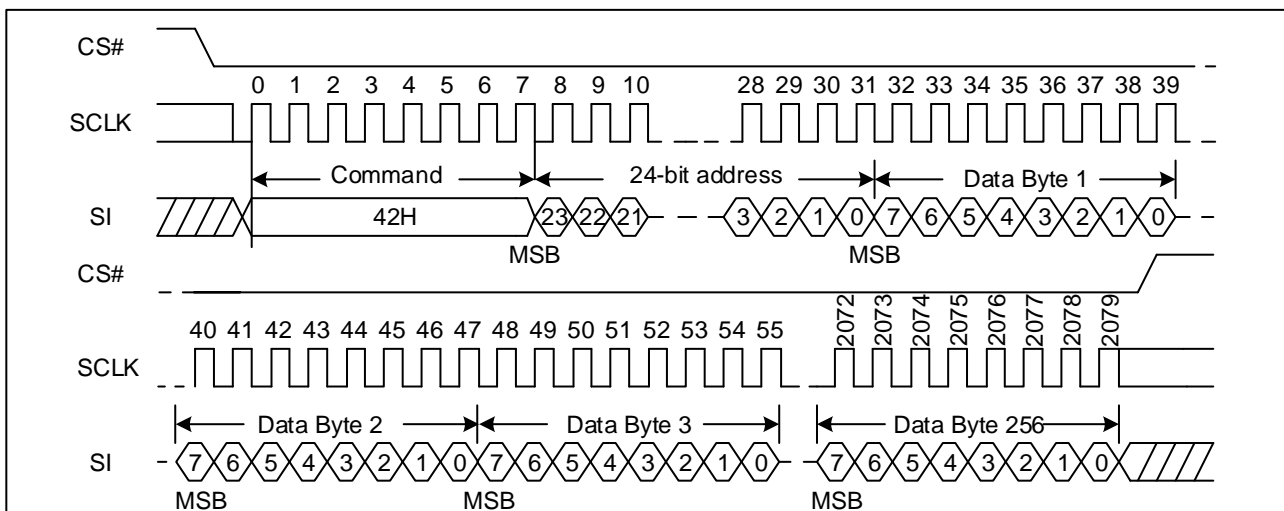 CS#
0 1 2 3 4 5 6 7 8 9 10 28 29 30 31 32 33 34 35 36 37 38 39
SCLK
Command 24-bit address Data Byte 1
SI 42H 23 22 21 3 2 1 0 7 6 5 4 3 2 1 0
MSB MSB
CS#
40 41 42 43 44 45 46 47 48 49 50 51 52 53 54 55 2072 2073 2074 2075 2076 2077 2078 2079
SCLK
Data Byte 2 Data Byte 3 Data Byte 256
SI 7 6 5 4 3 2 1 0 7 6 5 4 3 2 1 0 7 6 5 4 3 2 1 0
MSB MSB MSB